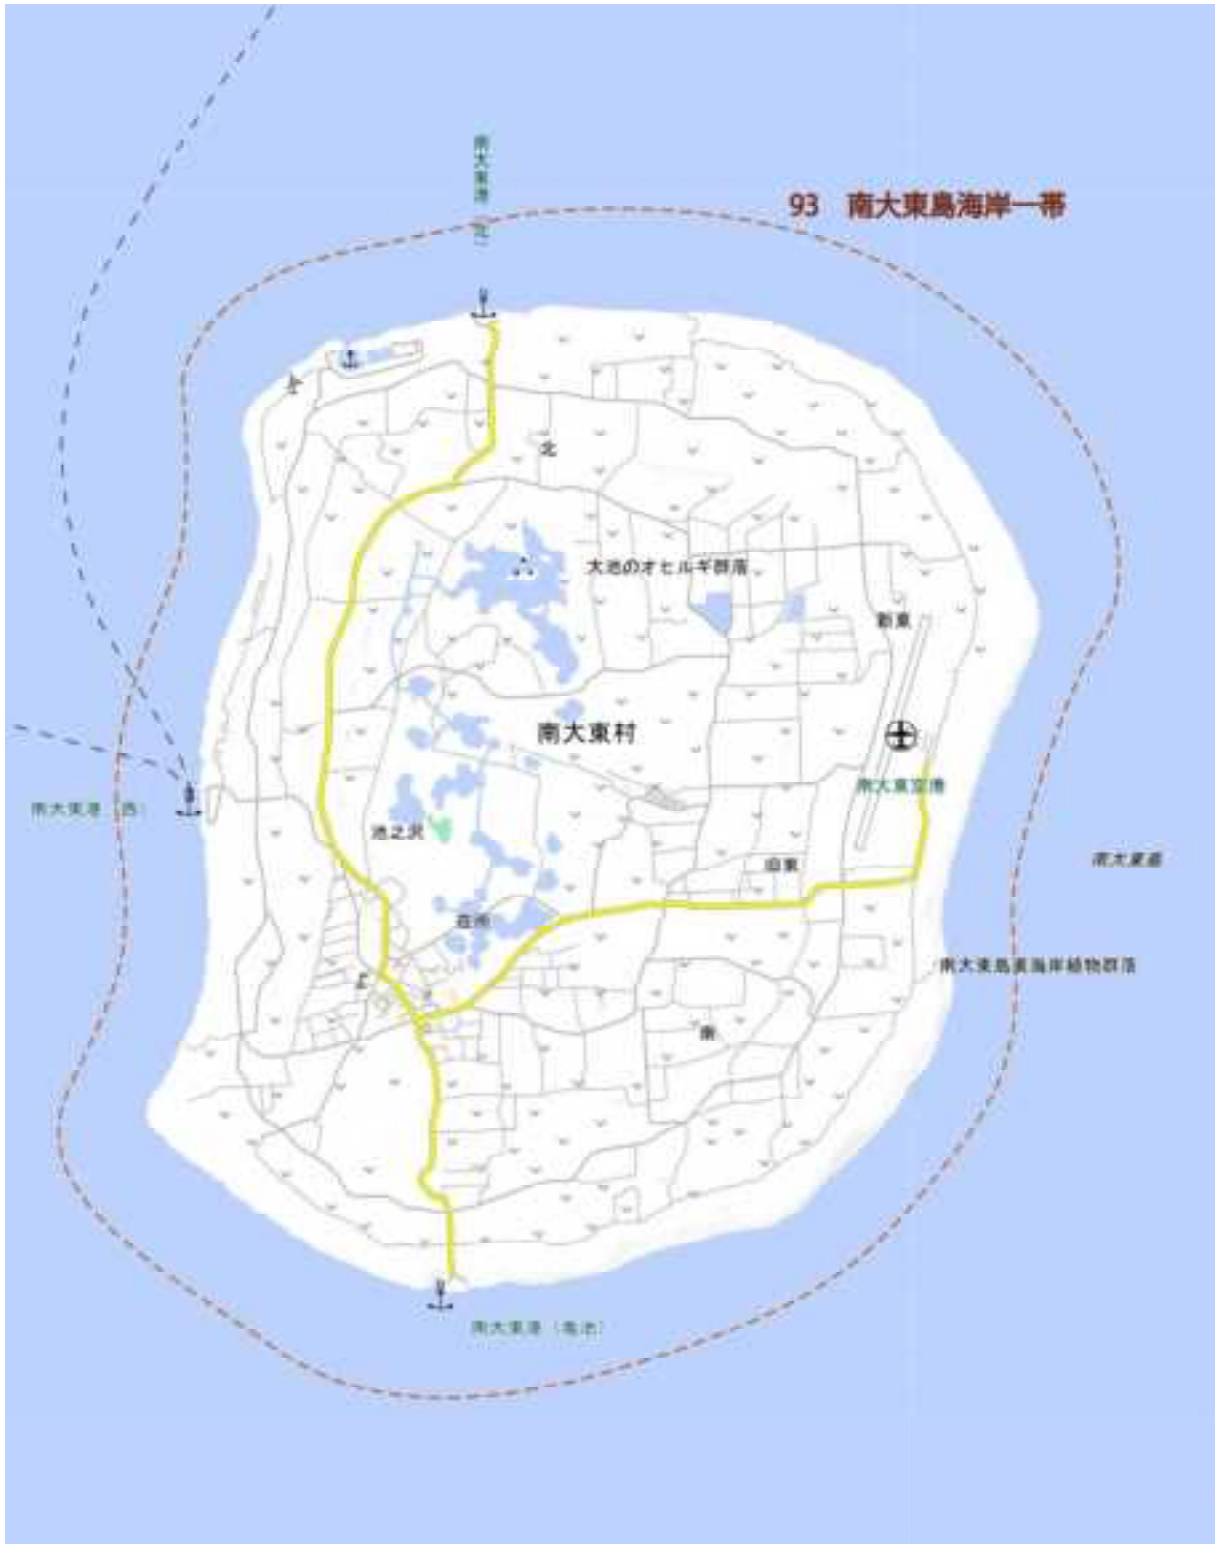 南大東港（北）
93 南大東島海岸一帯
北
大池のオヒルギ群落
新東
南大東村
南大東空港
南大東港（西）
池之沢
旧東
南大東島
在所
南大東島東海岸植物群落
南
南大東港（亀池）